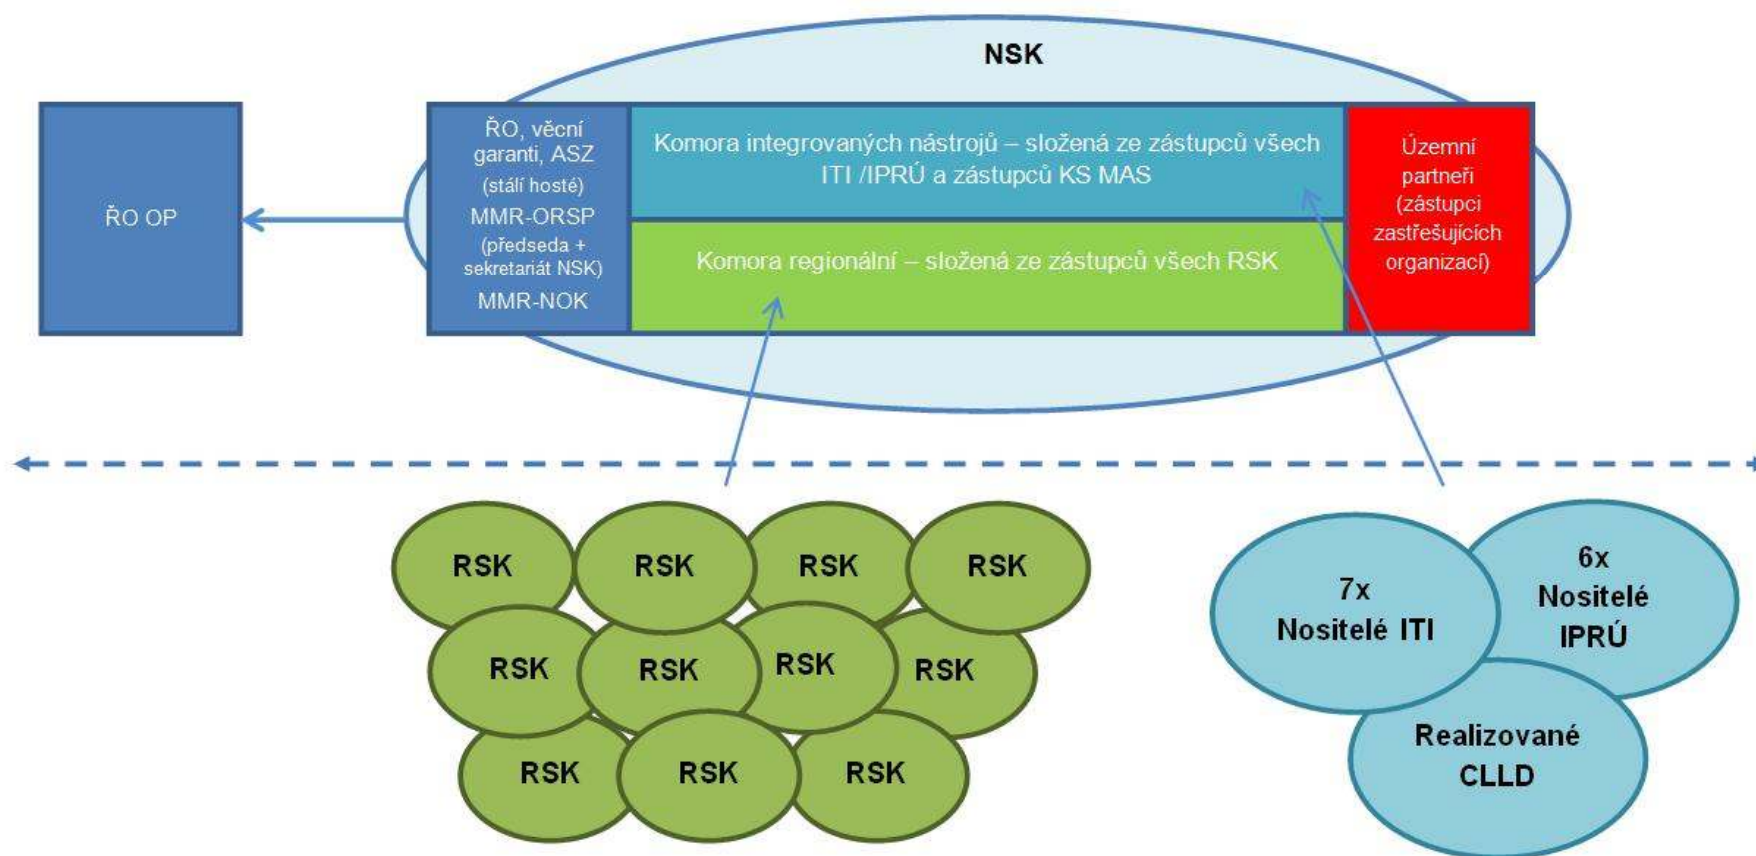 NSK
ŘO OP
ŘO, věcní
garanti, ASZ
(stálí hosté)
MMR-ORSP
(předseda +
sekretariát NSK)
MMR-NOK
Komora integrovaných nástrojů – složená ze zástupců všech
ITI /IPRÚ a zástupců KS MAS
Komora regionální – složená ze zástupců všech RSK
Územní
partneři
(zástupci
zastřešujících
organizací)
RSK
RSK
RSK
RSK
RSK
RSK
RSK
RSK
RSK
RSK
RSK
7x
Nositelé ITI
6x
Nositelé
IPRÚ
Realizované
CLLD